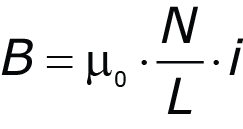 B = μ₀ · N/L · i